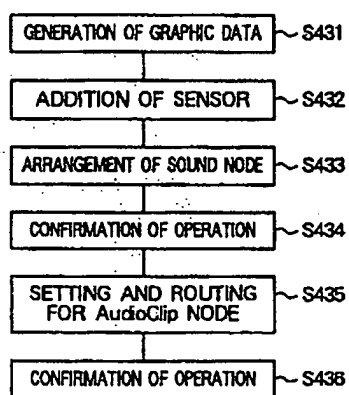 GENERATION OF GRAPHIC DATA ~ S431
ADDITION OF SENSOR ~ S432
ARRANGEMENT OF SOUND NODE ~ S433
CONFIRMATION OF OPERATION ~ S434
SETTING AND ROUTING ~ S435
FOR AudioClip NODE
CONFIRMATION OF OPERATION ~ S436